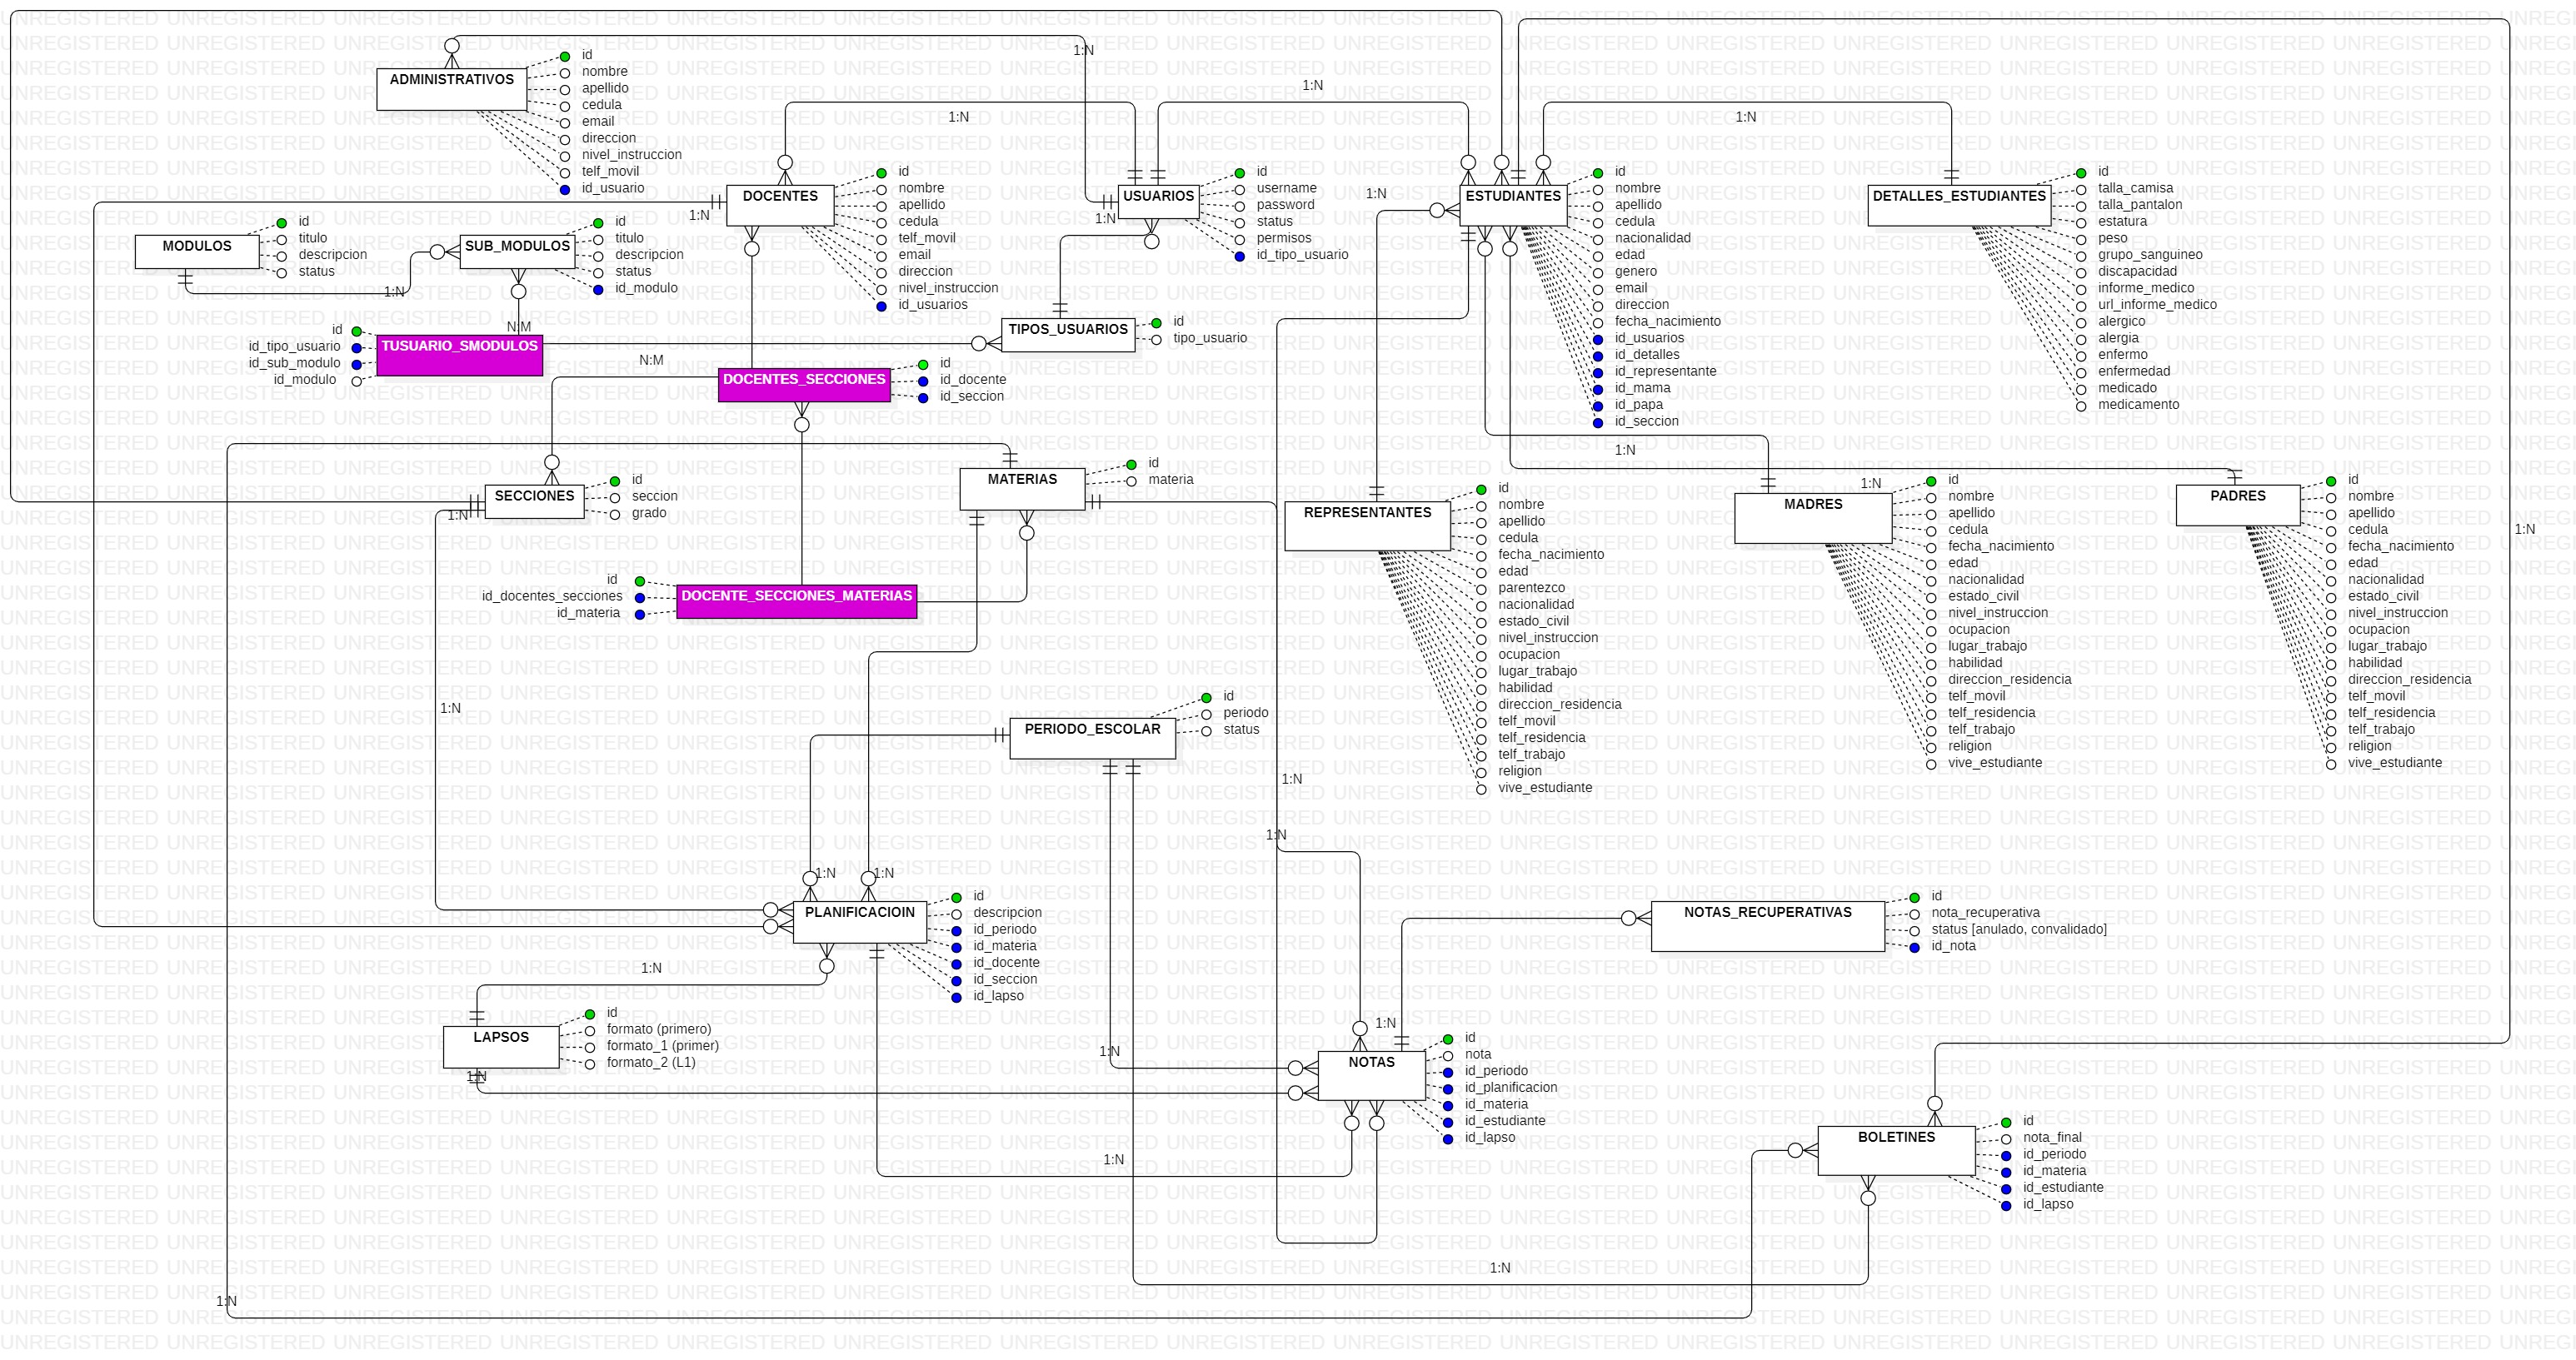 ADMINISTRATIVOS
id
nombre
apellido
cedula
email
direccion
nivel_instruccion
telf_movil
id_usuario
1:N
1:N
1:N
1:N
DOCENTES
id
nombre
apellido
cedula
telf_movil
email
direccion
nivel_instruccion
id_usuarios
1:N
USUARIOS
id
username
password
status
permisos
id_tipo_usuario
1:N
ESTUDIANTES
id
nombre
apellido
cedula
nacionalidad
edad
genero
email
direccion
fecha_nacimiento
id_usuarios
id_detalles
id_representante
id_mama
id_papa
id_seccion
1:N
DETALLES_ESTUDIANTES
id
talla_camisa
talla_pantalon
estatura
peso
grupo_sanguineo
discapacidad
informe_medico
url_informe_medico
alergico
alergia
enfermo
enfermedad
medicado
medicamento
MODULOS
id
titulo
descripcion
status
1:N
SUB_MODULOS
id
titulo
descripcion
status
id_modulo
N:M
TUSUARIO_SMODULOS
id
id_tipo_usuario
id_sub_modulo
id_modulo
N:M
TIPOS_USUARIOS
id
tipo_usuario
DOCENTES_SECCIONES
id
id_docente
id_seccion
SECCIONES
id
seccion
grado
1:N
MATERIAS
id
materia
DOCENTE_SECCIONES_MATERIAS
id
id_docentes_secciones
id_materia
1:N
REPRESENTANTES
id
nombre
apellido
cedula
fecha_nacimiento
edad
parentezco
nacionalidad
estado_civil
nivel_instruccion
ocupacion
lugar_trabajo
habilidad
direccion_residencia
telf_movil
telf_residencia
telf_trabajo
religion
vive_estudiante
1:N
1:N
MADRES
id
nombre
apellido
cedula
fecha_nacimiento
edad
nacionalidad
estado_civil
nivel_instruccion
ocupacion
lugar_trabajo
habilidad
direccion_residencia
telf_movil
telf_residencia
telf_trabajo
religion
vive_estudiante
PADRES
id
nombre
apellido
cedula
fecha_nacimiento
edad
nacionalidad
estado_civil
nivel_instruccion
ocupacion
lugar_trabajo
habilidad
direccion_residencia
telf_movil
telf_residencia
telf_trabajo
religion
vive_estudiante
1:N
PERIODO_ESCOLAR
id
periodo
status
1:N
1:N
1:N
1:N
PLANIFICACIOIN
id
descripcion
id_periodo
id_materia
id_docente
id_seccion
id_lapso
1:N
NOTAS_RECUPERATIVAS
id
nota_recuperativa
status [anulado, convalidado]
id_nota
LAPSOS
id
formato (primero)
formato_1 (primer)
formato_2 (L1)
1:N
1:N
1:N
NOTAS
id
nota
id_periodo
id_planificacion
id_materia
id_estudiante
id_lapso
1:N
BOLETINES
id
nota_final
id_periodo
id_materia
id_estudiante
id_lapso
1:N
1:N
UNREGISTERED